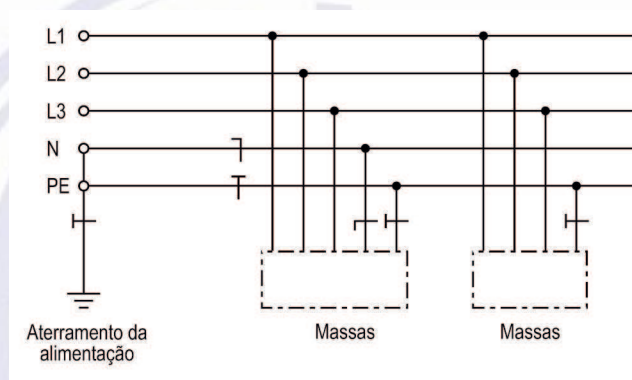 L1
L2
L3
N
PE
Aterramento da
alimentação
Massas
Massas